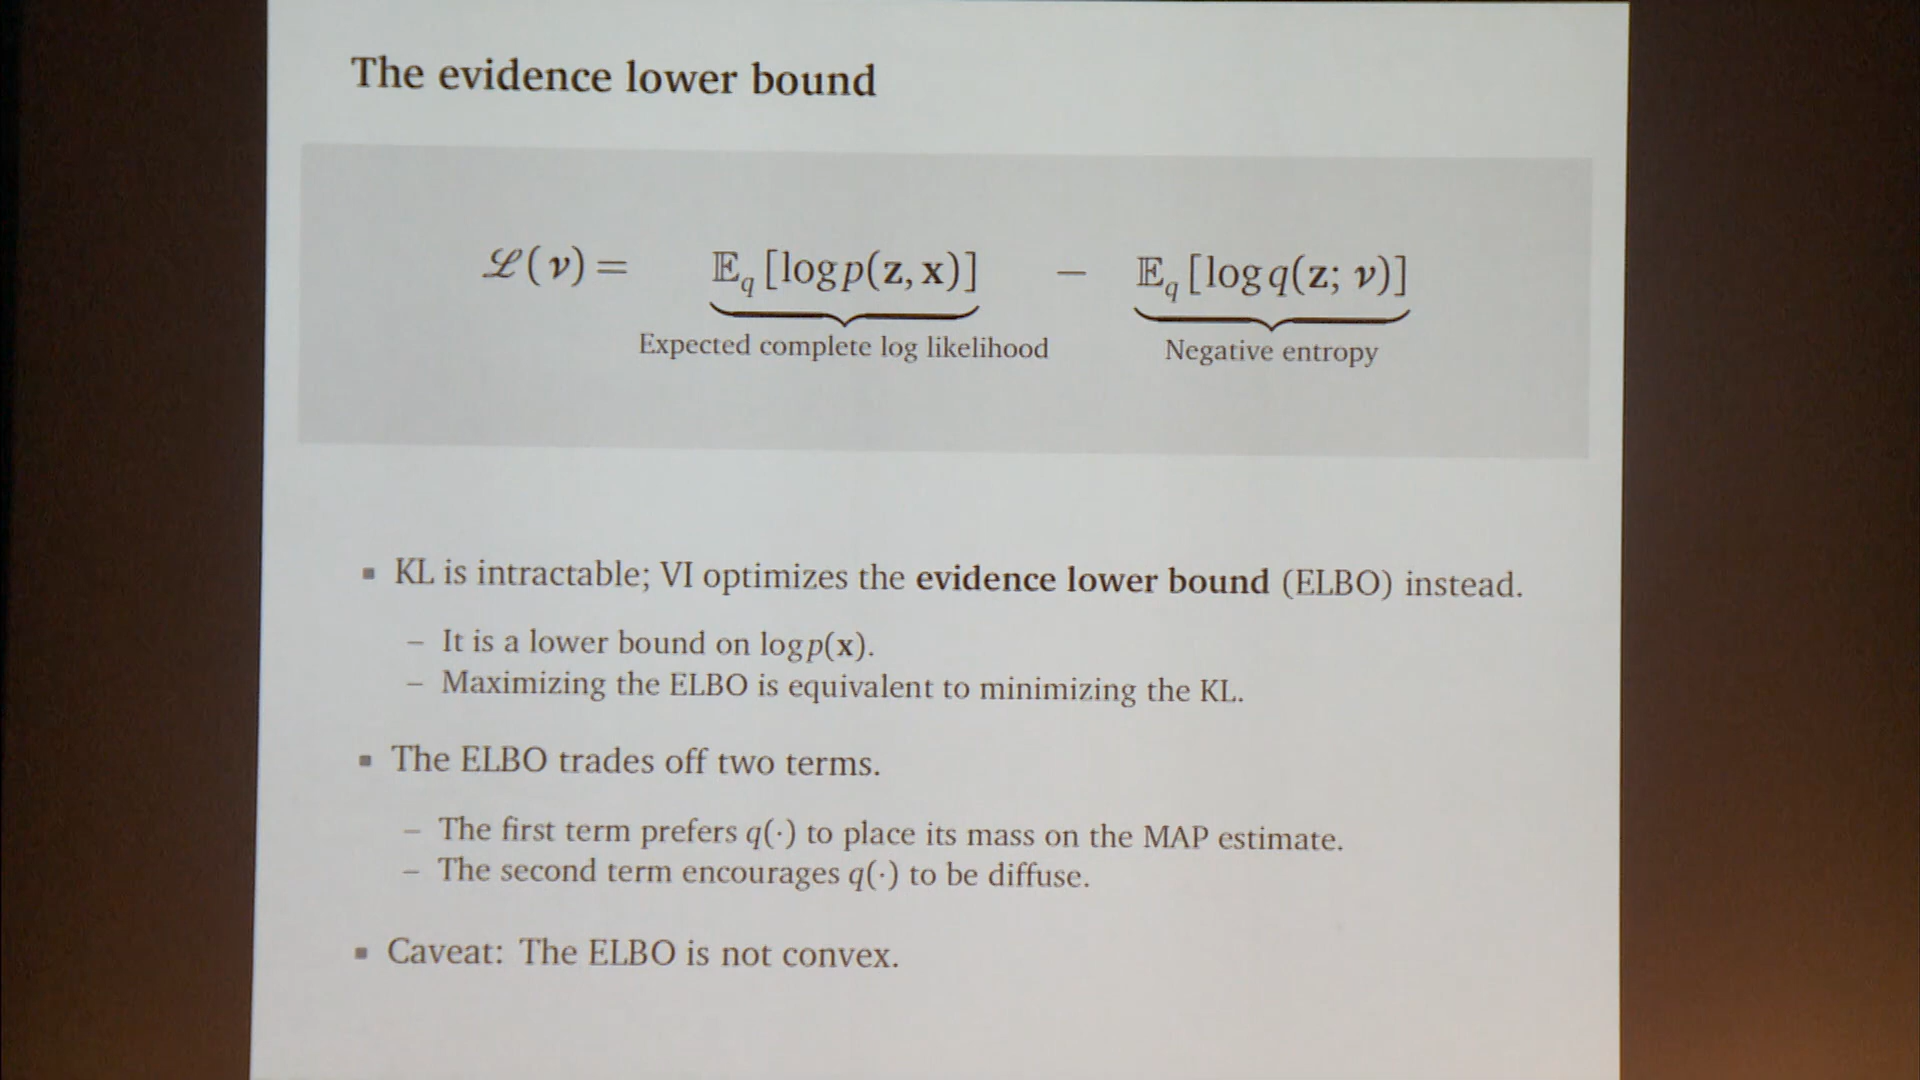 The evidence lower bound
ℒ(ν) = 𝔼q [log p(z, x)] − 𝔼q [log q(z; ν)]
Expected complete log likelihood Negative entropy
▪ KL is intractable; VI optimizes the evidence lower bound (ELBO) instead.
– It is a lower bound on log p(x).
– Maximizing the ELBO is equivalent to minimizing the KL.
▪ The ELBO trades off two terms.
– The first term prefers q(·) to place its mass on the MAP estimate.
– The second term encourages q(·) to be diffuse.
▪ Caveat: The ELBO is not convex.